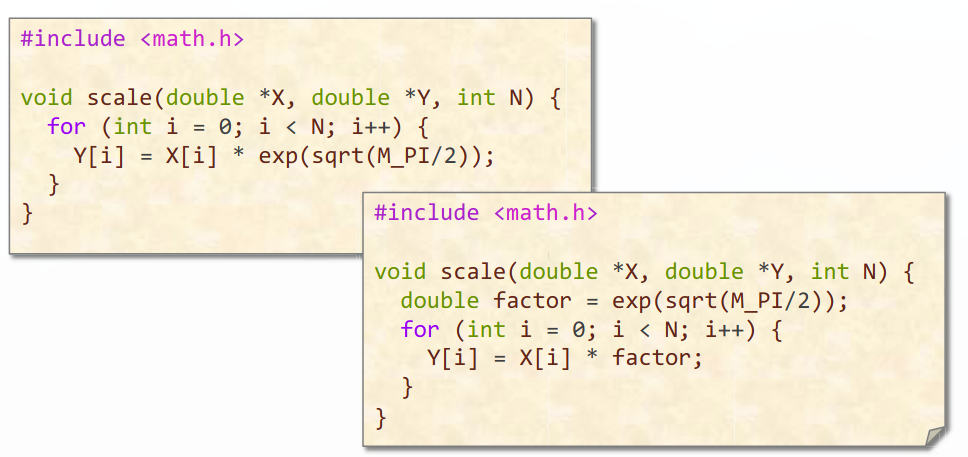 #include <math.h>

void scale(double *X, double *Y, int N) {
  for (int i = 0; i < N; i++) {
    Y[i] = X[i] * exp(sqrt(M_PI/2));
  }
}
#include <math.h>

void scale(double *X, double *Y, int N) {
  double factor = exp(sqrt(M_PI/2));
  for (int i = 0; i < N; i++) {
    Y[i] = X[i] * factor;
  }
}